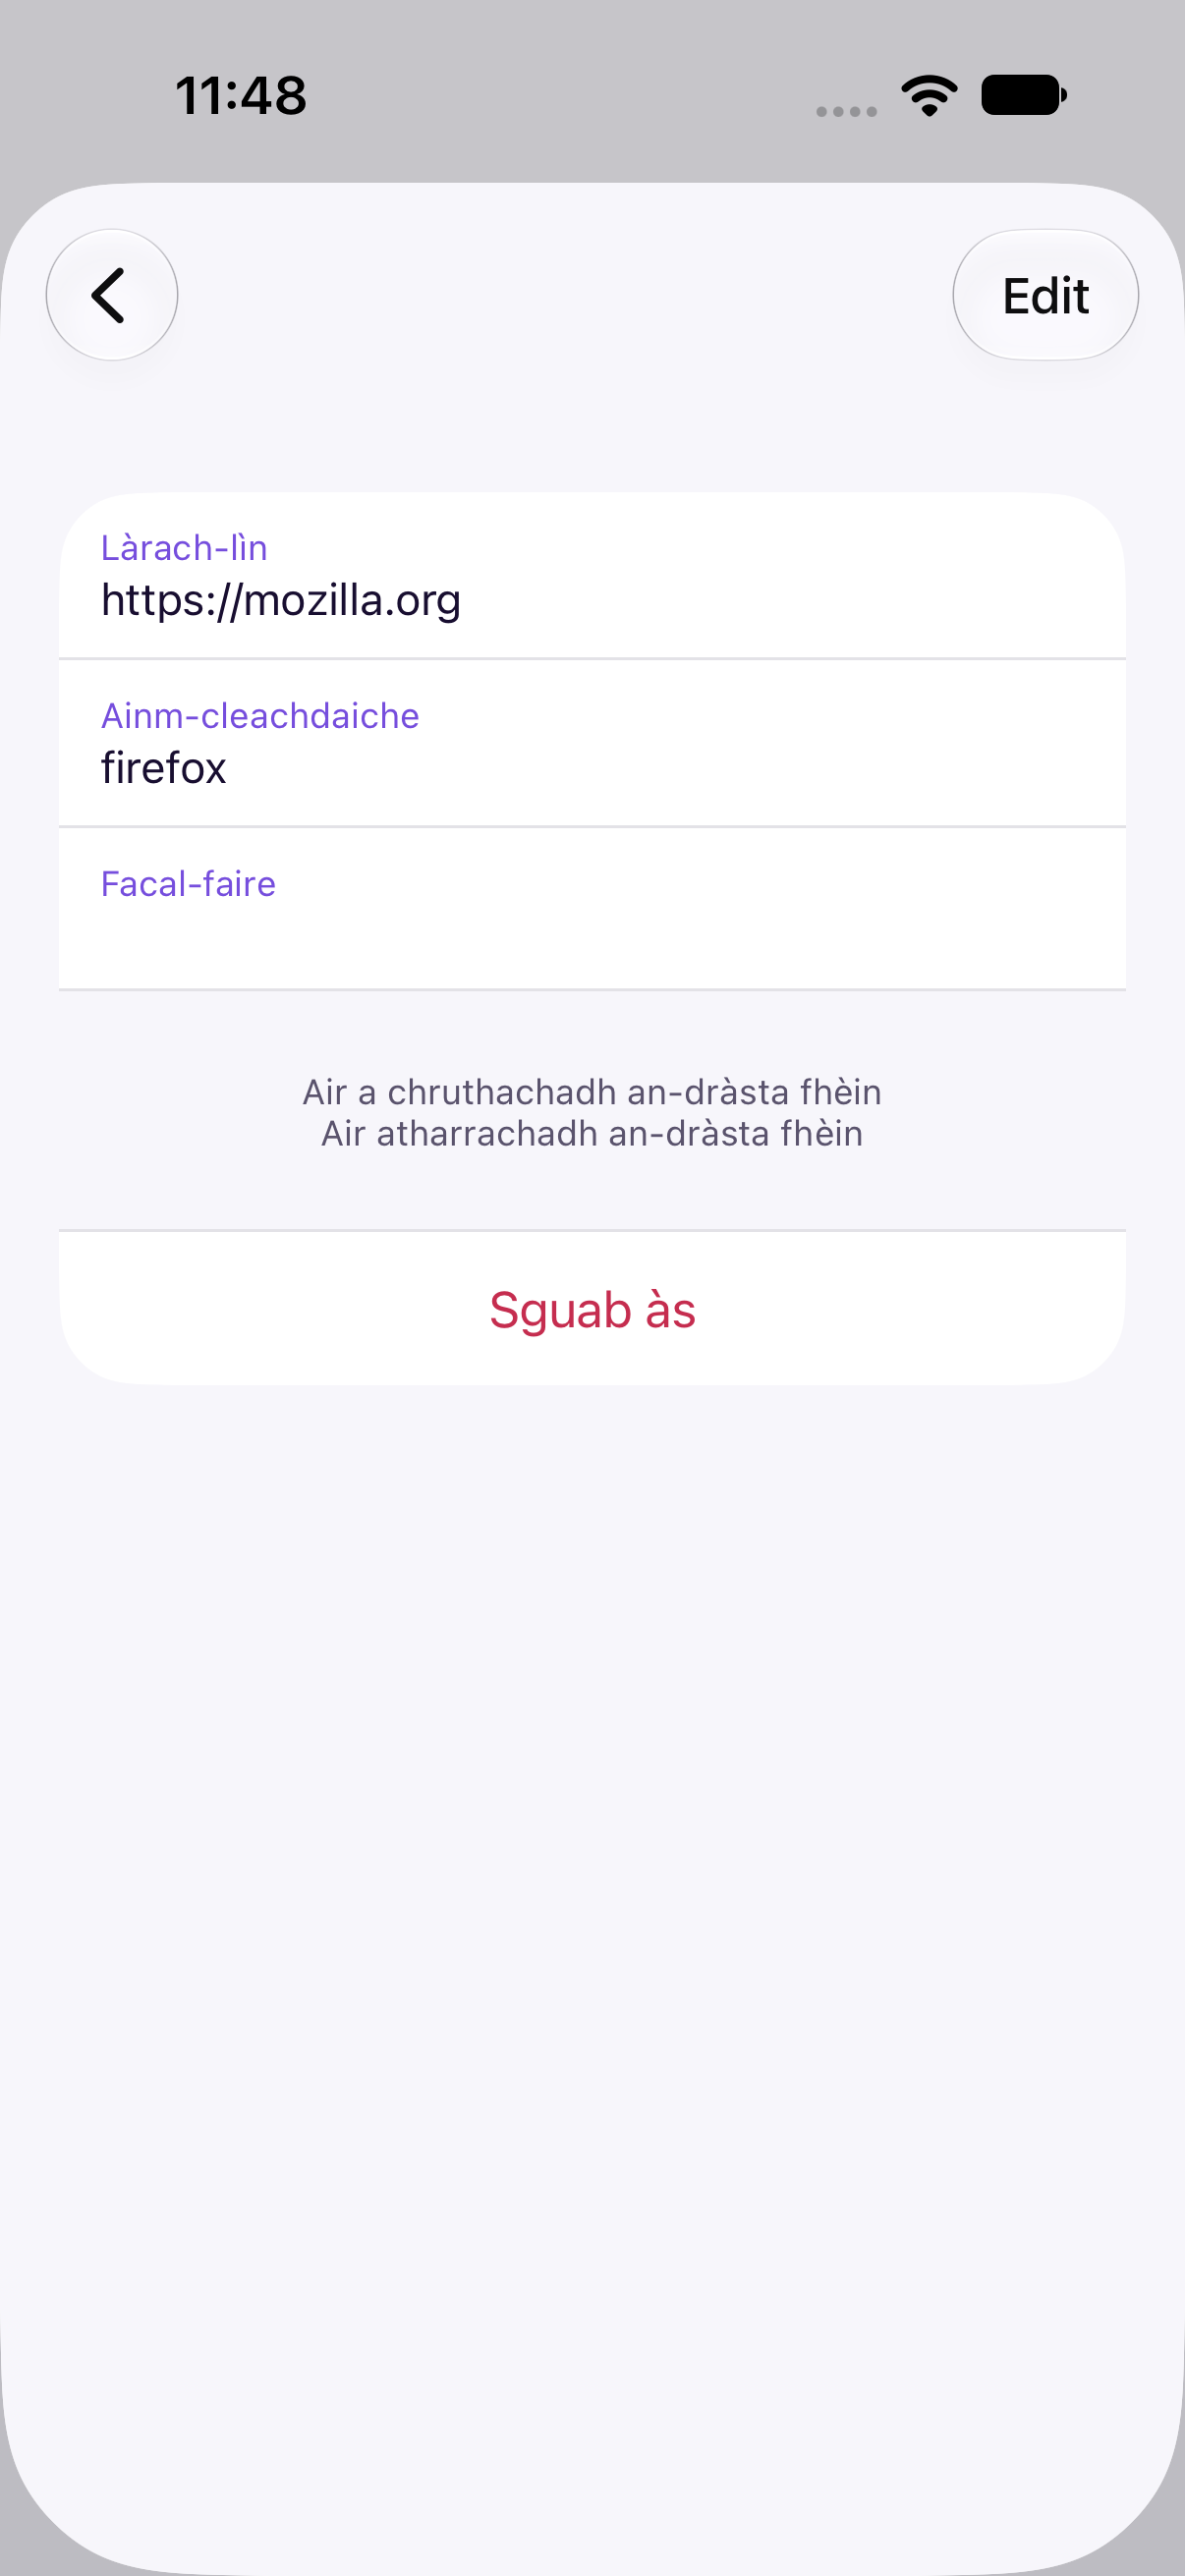 11:48
Edit
Làrach-lìn
https://mozilla.org
Ainm-cleachdaiche
firefox
Facal-faire
Air a chruthachadh an-dràsta fhèin
Air atharrachadh an-dràsta fhèin
Sguab às